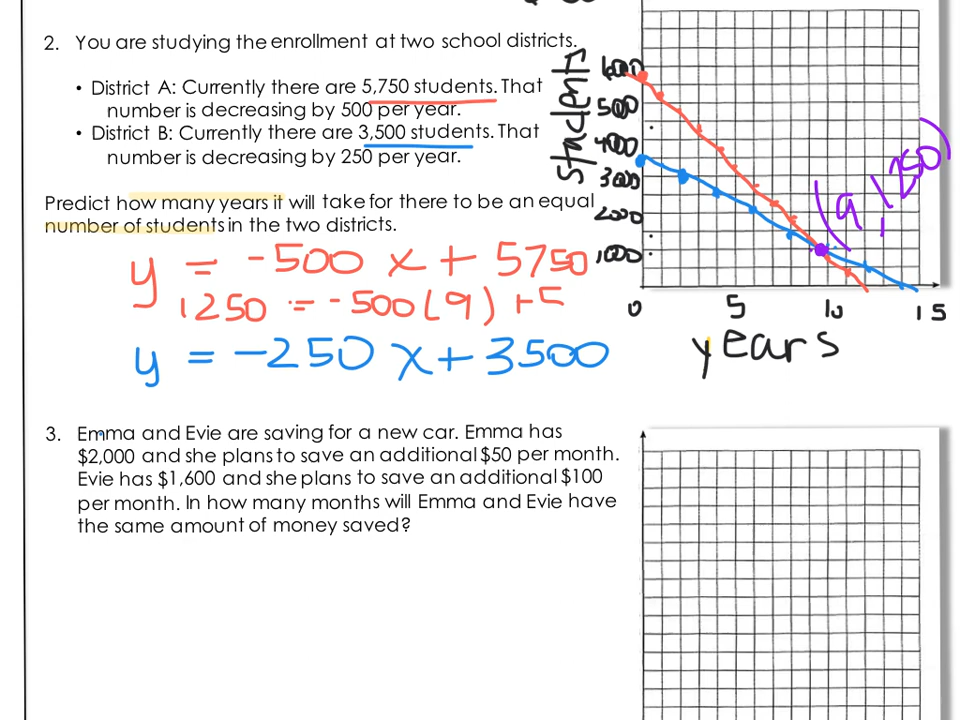 2. You are studying the enrollment at two school districts.
• District A: Currently there are 5,750 students. That
number is decreasing by 500 per year.
• District B: Currently there are 3,500 students. That
number is decreasing by 250 per year.
Predict how many years it will take for there to be an equal
number of students in the two districts.
y = -500 x + 5750
1250 = -500(9) + 5
y = -250 x + 3500
students
6000
500
4000
3000
2000
1000
0 5 10 15
years
(9, 1250)
3. Emma and Evie are saving for a new car. Emma has
$2,000 and she plans to save an additional $50 per month.
Evie has $1,600 and she plans to save an additional $100
per month. In how many months will Emma and Evie have
the same amount of money saved?